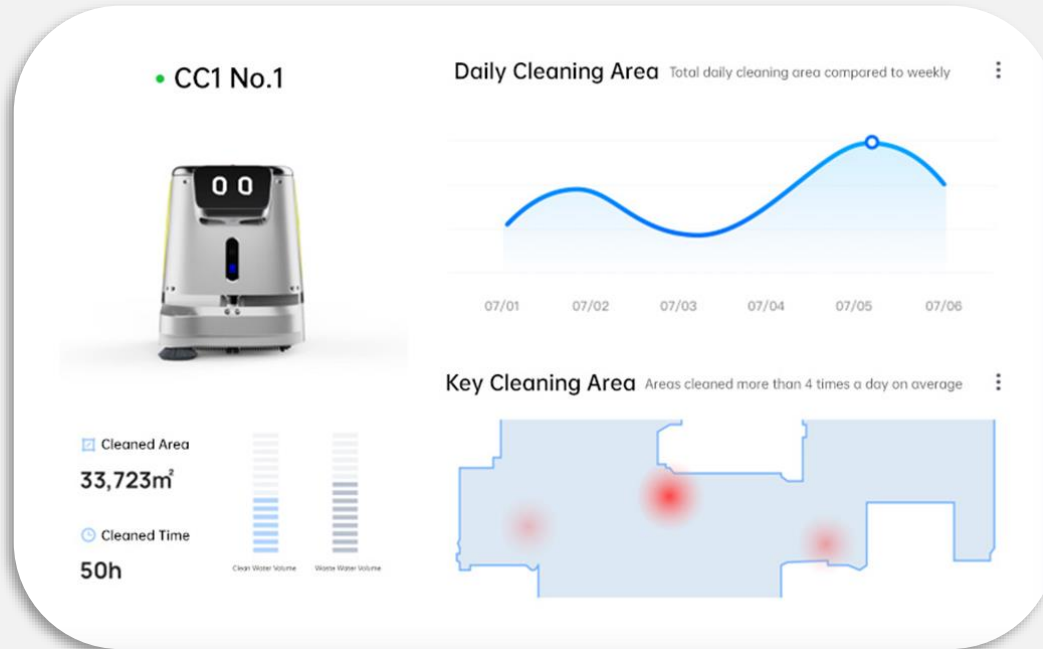 CC1 No.1
Cleaned Area
33,723㎡
Cleaned Time
50h
Clean Water Volume
Waste Water Volume
Daily Cleaning Area Total daily cleaning area compared to weekly
07/01 07/02 07/03 07/04 07/05 07/06
Key Cleaning Area Areas cleaned more than 4 times a day on average